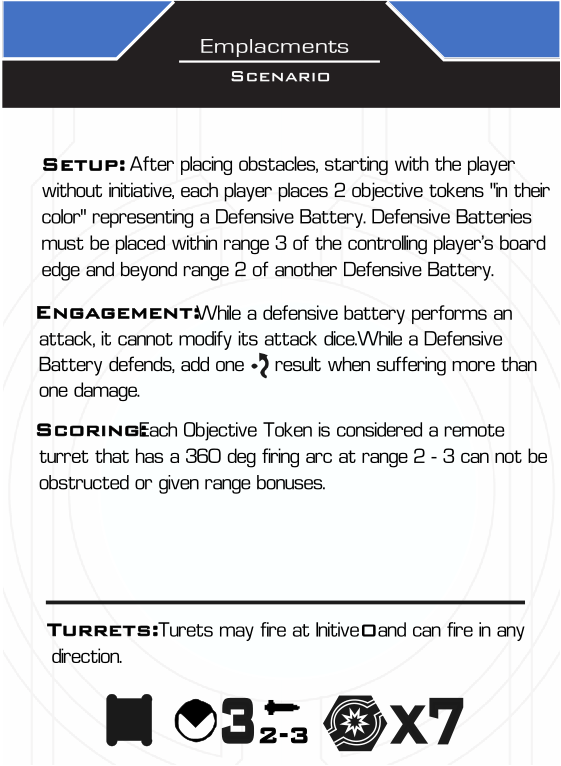 Emplacments
Scenario
Setup: After placing obstacles, starting with the player
without initiative, each player places 2 objective tokens "in their
color" representing a Defensive Battery. Defensive Batteries
must be placed within range 3 of the controlling player's board
edge and beyond range 2 of another Defensive Battery.
Engagement:While a defensive battery performs an
attack, it cannot modify its attack dice.While a Defensive
Battery defends, add one result when suffering more than
one damage.
Scoring:Each Objective Token is considered a remote
turret that has a 360 deg firing arc at range 2 - 3 can not be
obstructed or given range bonuses.
Turrets:Turets may fire at Initive 0 and can fire in any
direction.
3 2-3 x7